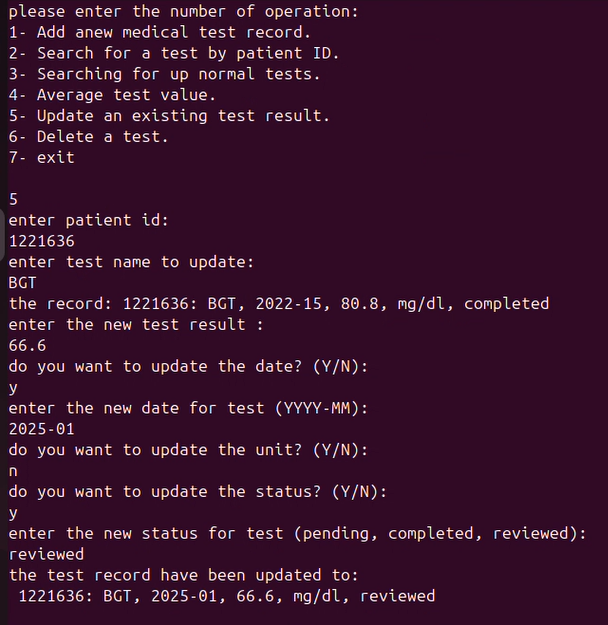 please enter the number of operation:
1- Add anew medical test record.
2- Search for a test by patient ID.
3- Searching for up normal tests.
4- Average test value.
5- Update an existing test result.
6- Delete a test.
7- exit
5
enter patient id:
1221636
enter test name to update:
BGT
the record: 1221636: BGT, 2022-15, 80.8, mg/dl, completed
enter the new test result :
66.6
do you want to update the date? (Y/N):
y
enter the new date for test (YYYY-MM):
2025-01
do you want to update the unit? (Y/N):
n
do you want to update the status? (Y/N):
y
enter the new status for test (pending, completed, reviewed):
reviewed
the test record have been updated to:
1221636: BGT, 2025-01, 66.6, mg/dl, reviewed